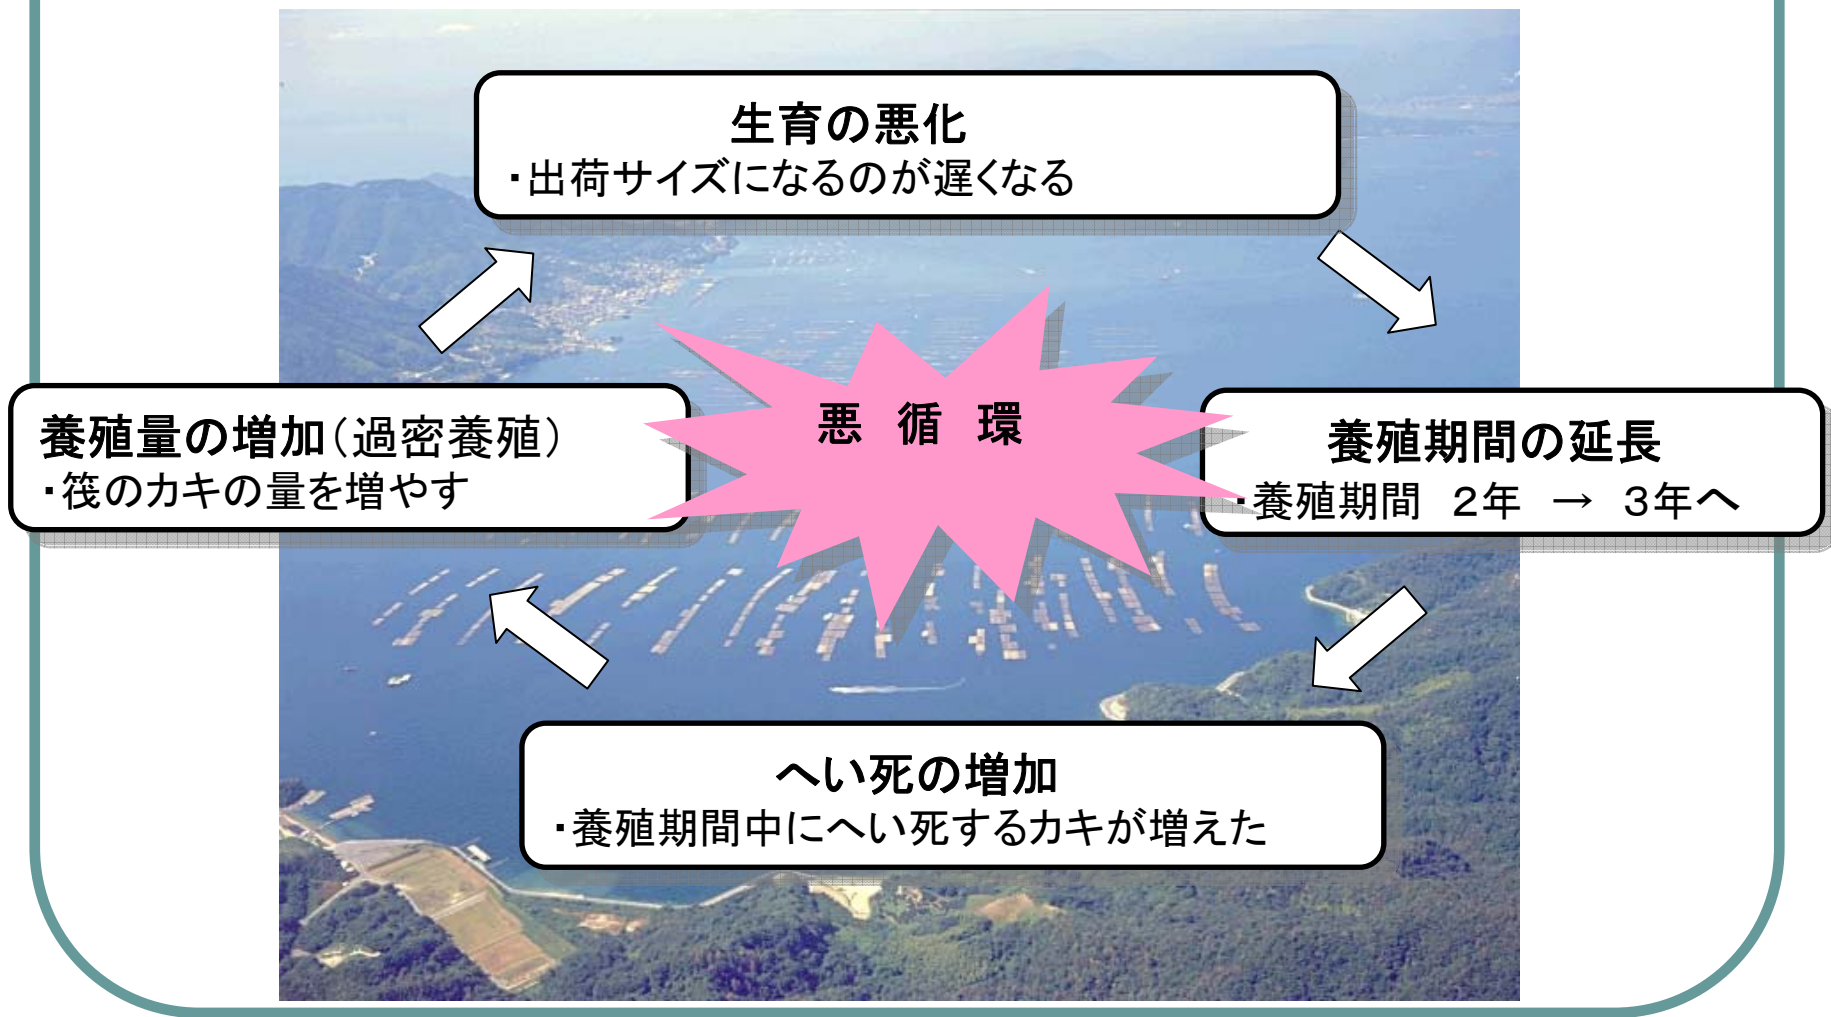 生育の悪化
・出荷サイズになるのが遅くなる
養殖量の増加(過密養殖)
・筏のカキの量を増やす
悪 循 環
養殖期間の延長
・養殖期間 2年 → 3年へ
へい死の増加
・養殖期間中にへい死するカキが増えた